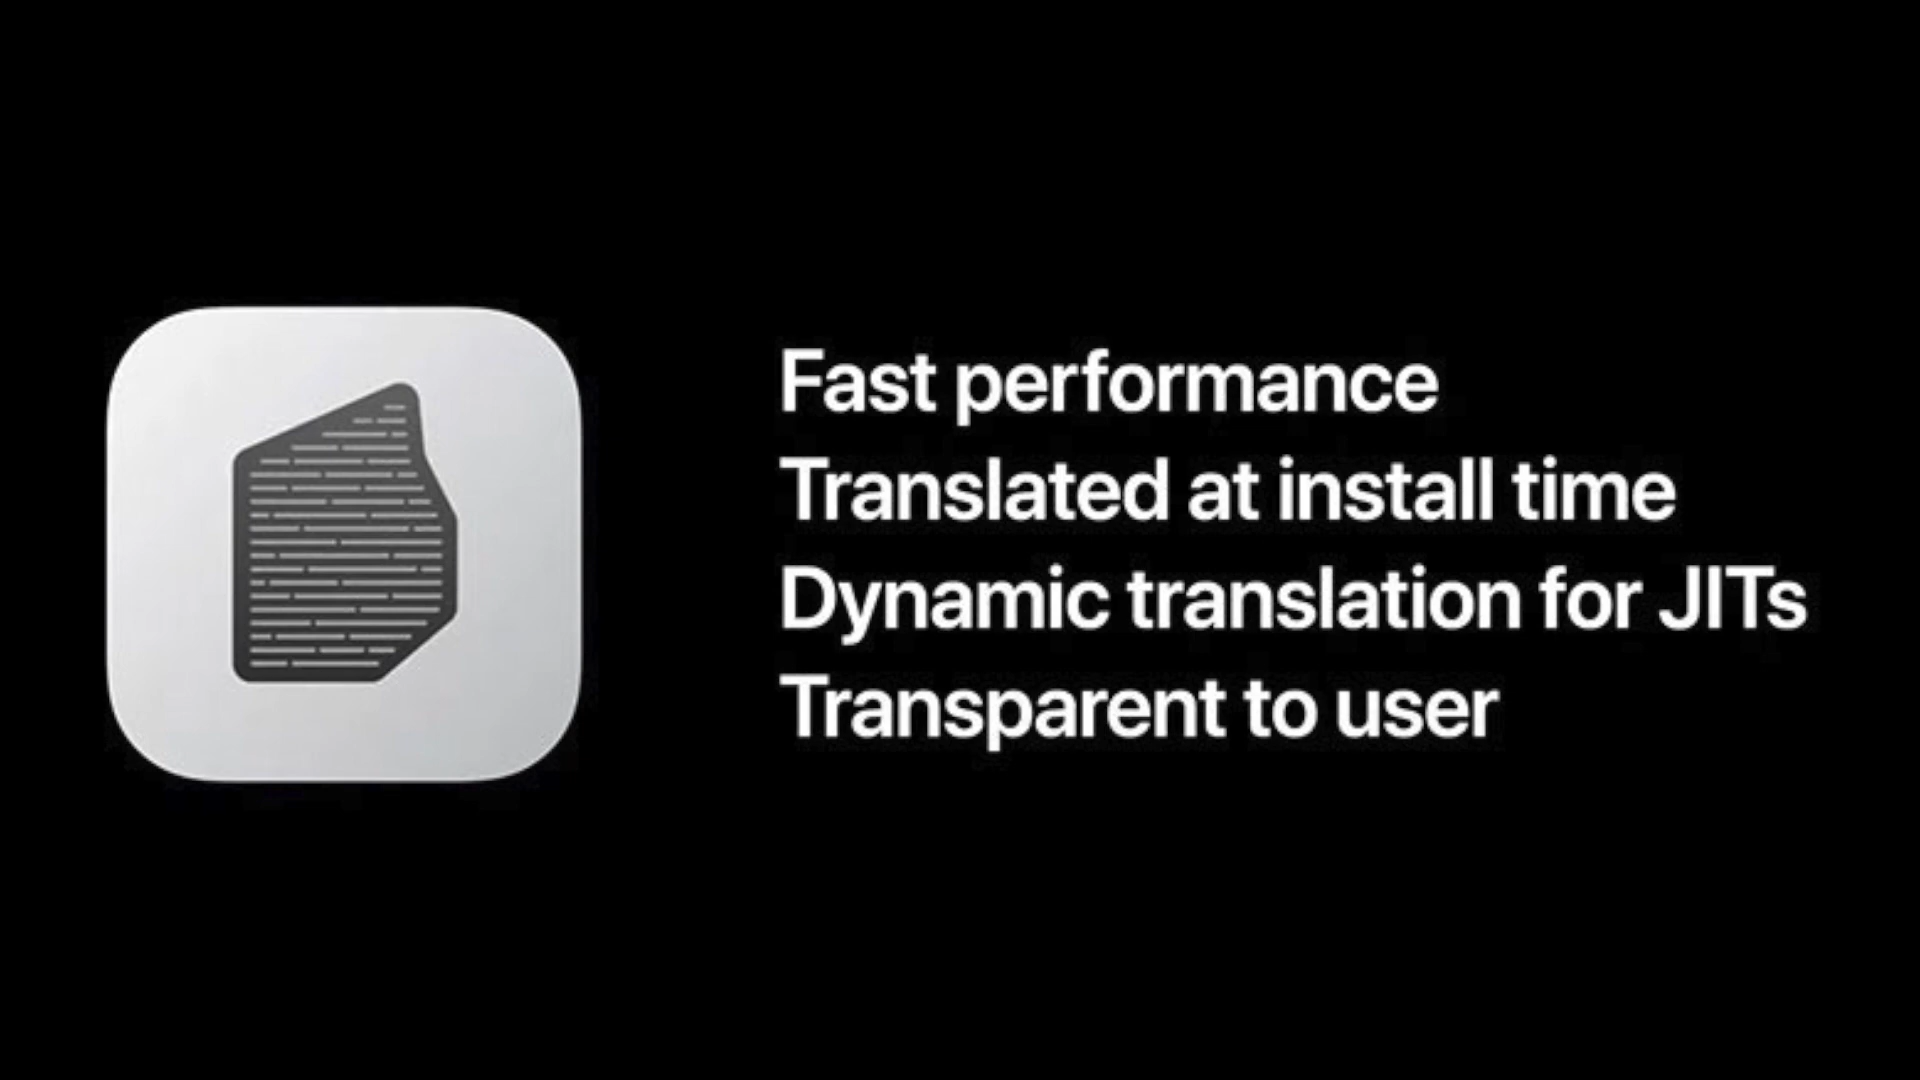 Fast performance
Translated at install time
Dynamic translation for JITs
Transparent to user